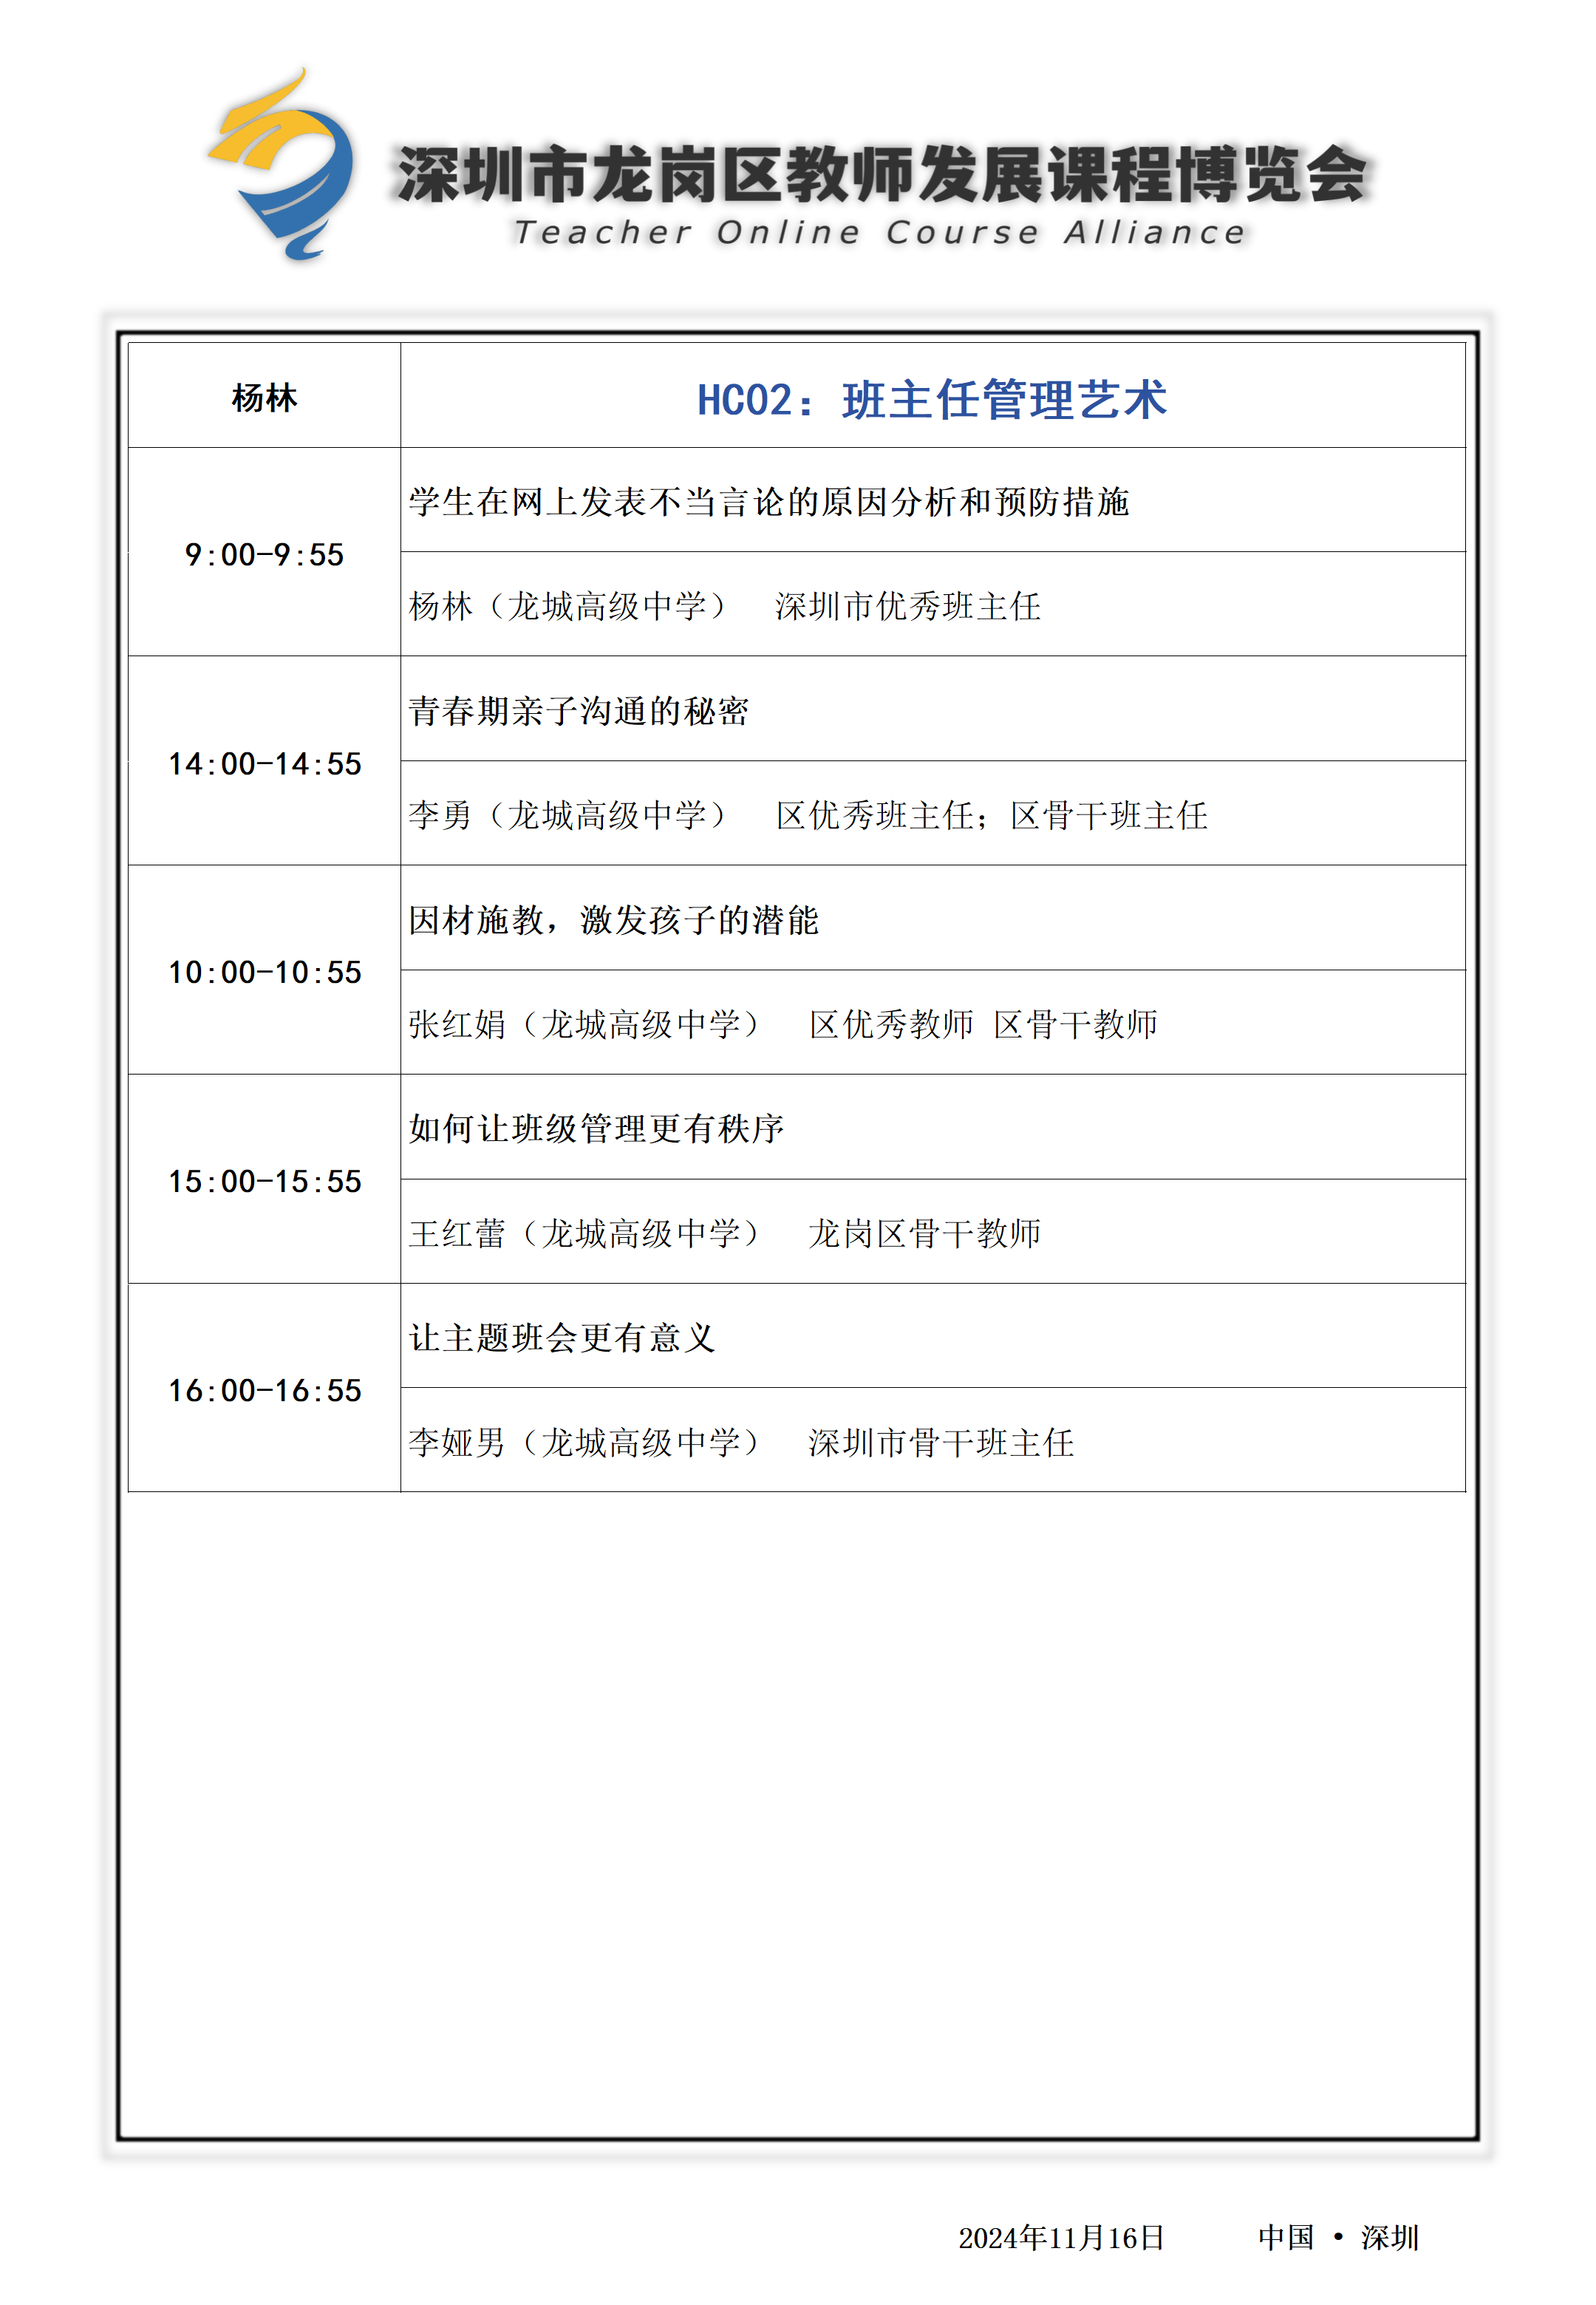 深圳市龙岗区教师发展课程博览会
Teacher Online Course Alliance
杨林
HC02：班主任管理艺术
9:00-9:55
学生在网上发表不当言论的原因分析和预防措施
杨林（龙城高级中学） 深圳市优秀班主任
14:00-14:55
青春期亲子沟通的秘密
李勇（龙城高级中学） 区优秀班主任；区骨干班主任
10:00-10:55
因材施教，激发孩子的潜能
张红娟（龙城高级中学） 区优秀教师 区骨干教师
15:00-15:55
如何让班级管理更有秩序
王红蕾（龙城高级中学） 龙岗区骨干教师
16:00-16:55
让主题班会更有意义
李娅男（龙城高级中学） 深圳市骨干班主任
2024年11月16日 中国 • 深圳